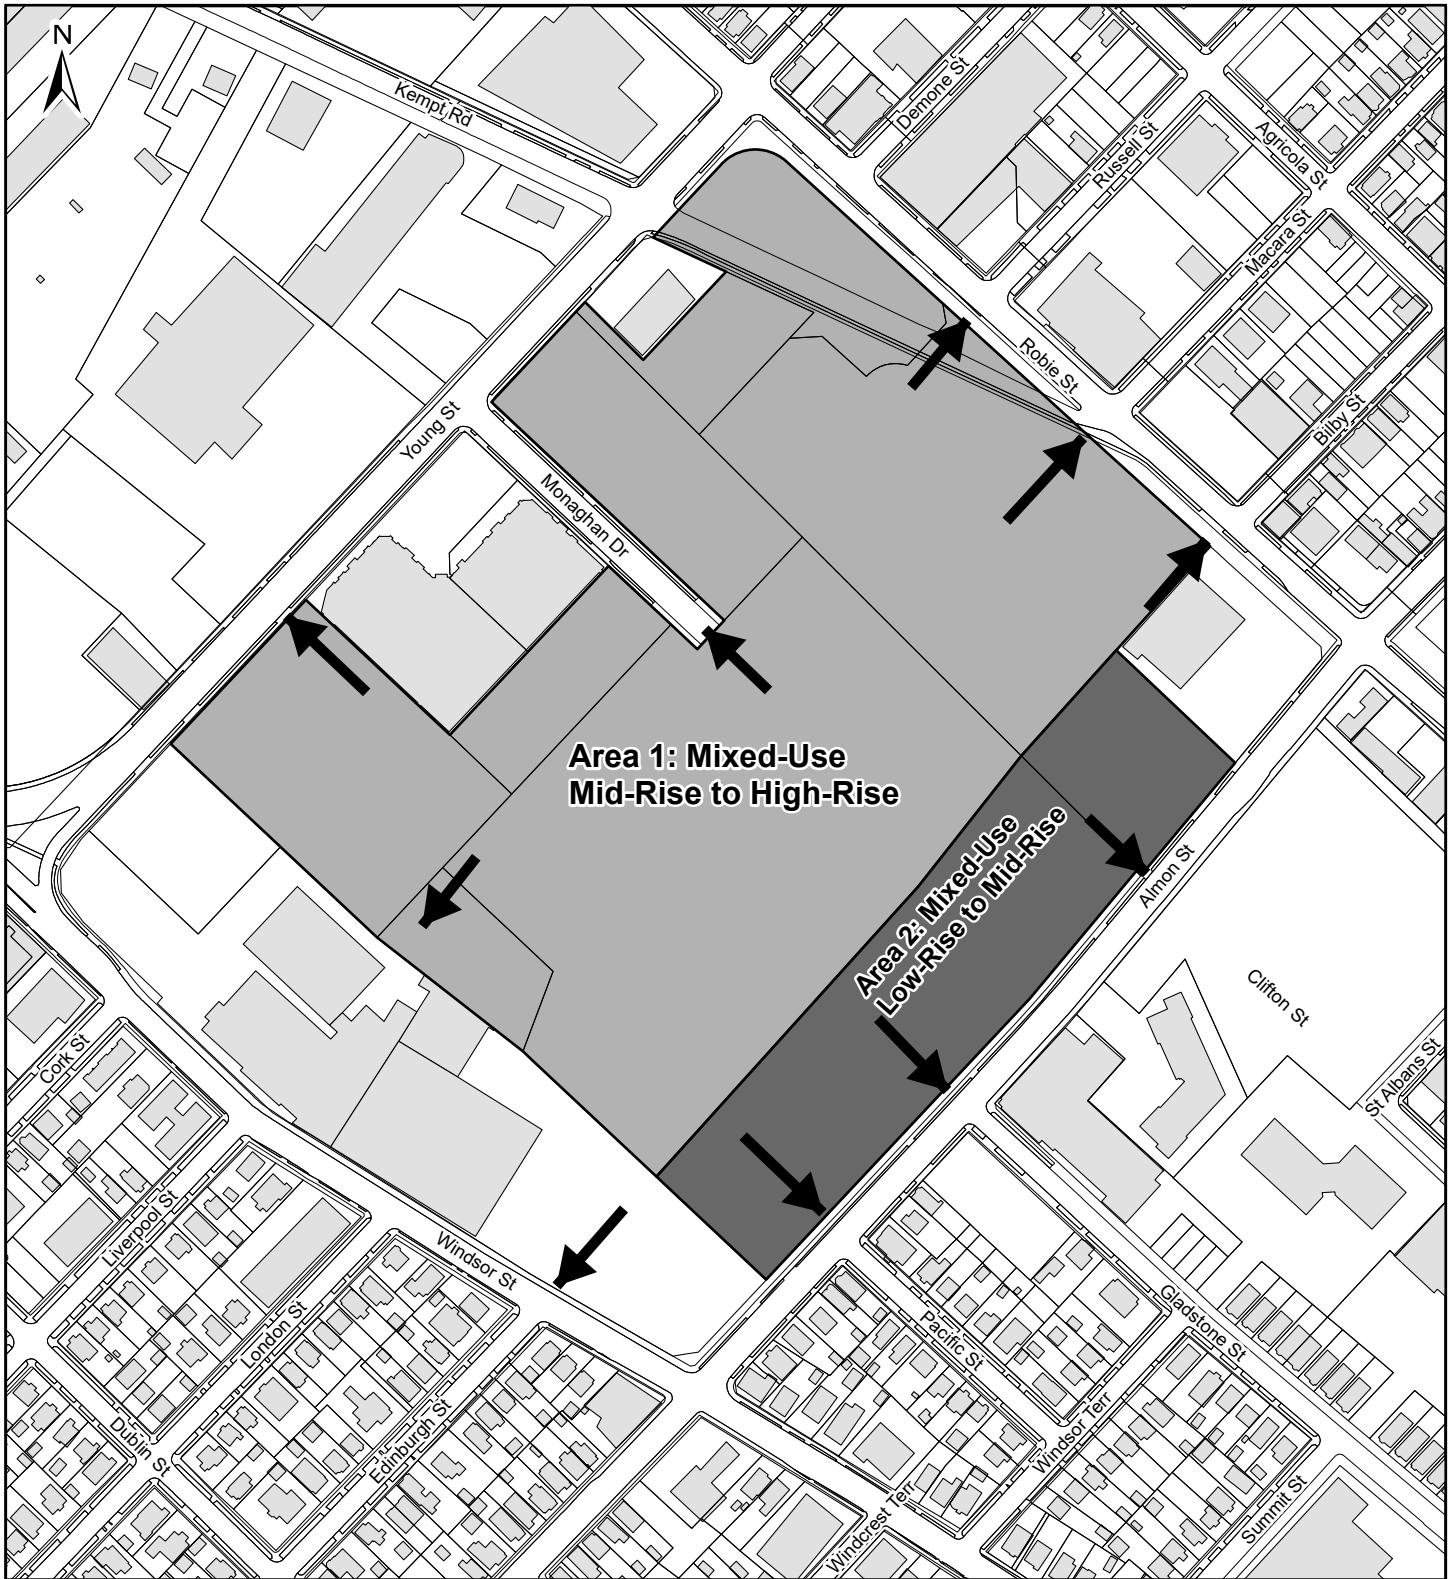 N
Kempt Rd
Demone St
Russell St
Agricola St
Macara St
Robie St
Bilby St
Young St
Monaghan Dr
Area 1: Mixed-Use
Mid-Rise to High-Rise
Area 2: Mixed-Use
Low-Rise to Mid-Rise
Almon St
Clifton St
St Albans St
Cork St
Liverpool St
Windsor St
London St
Gladstone St
Pacific St
Edinburgh St
Dublin St
Windsor Terr
Windcrest Terr
Summit St